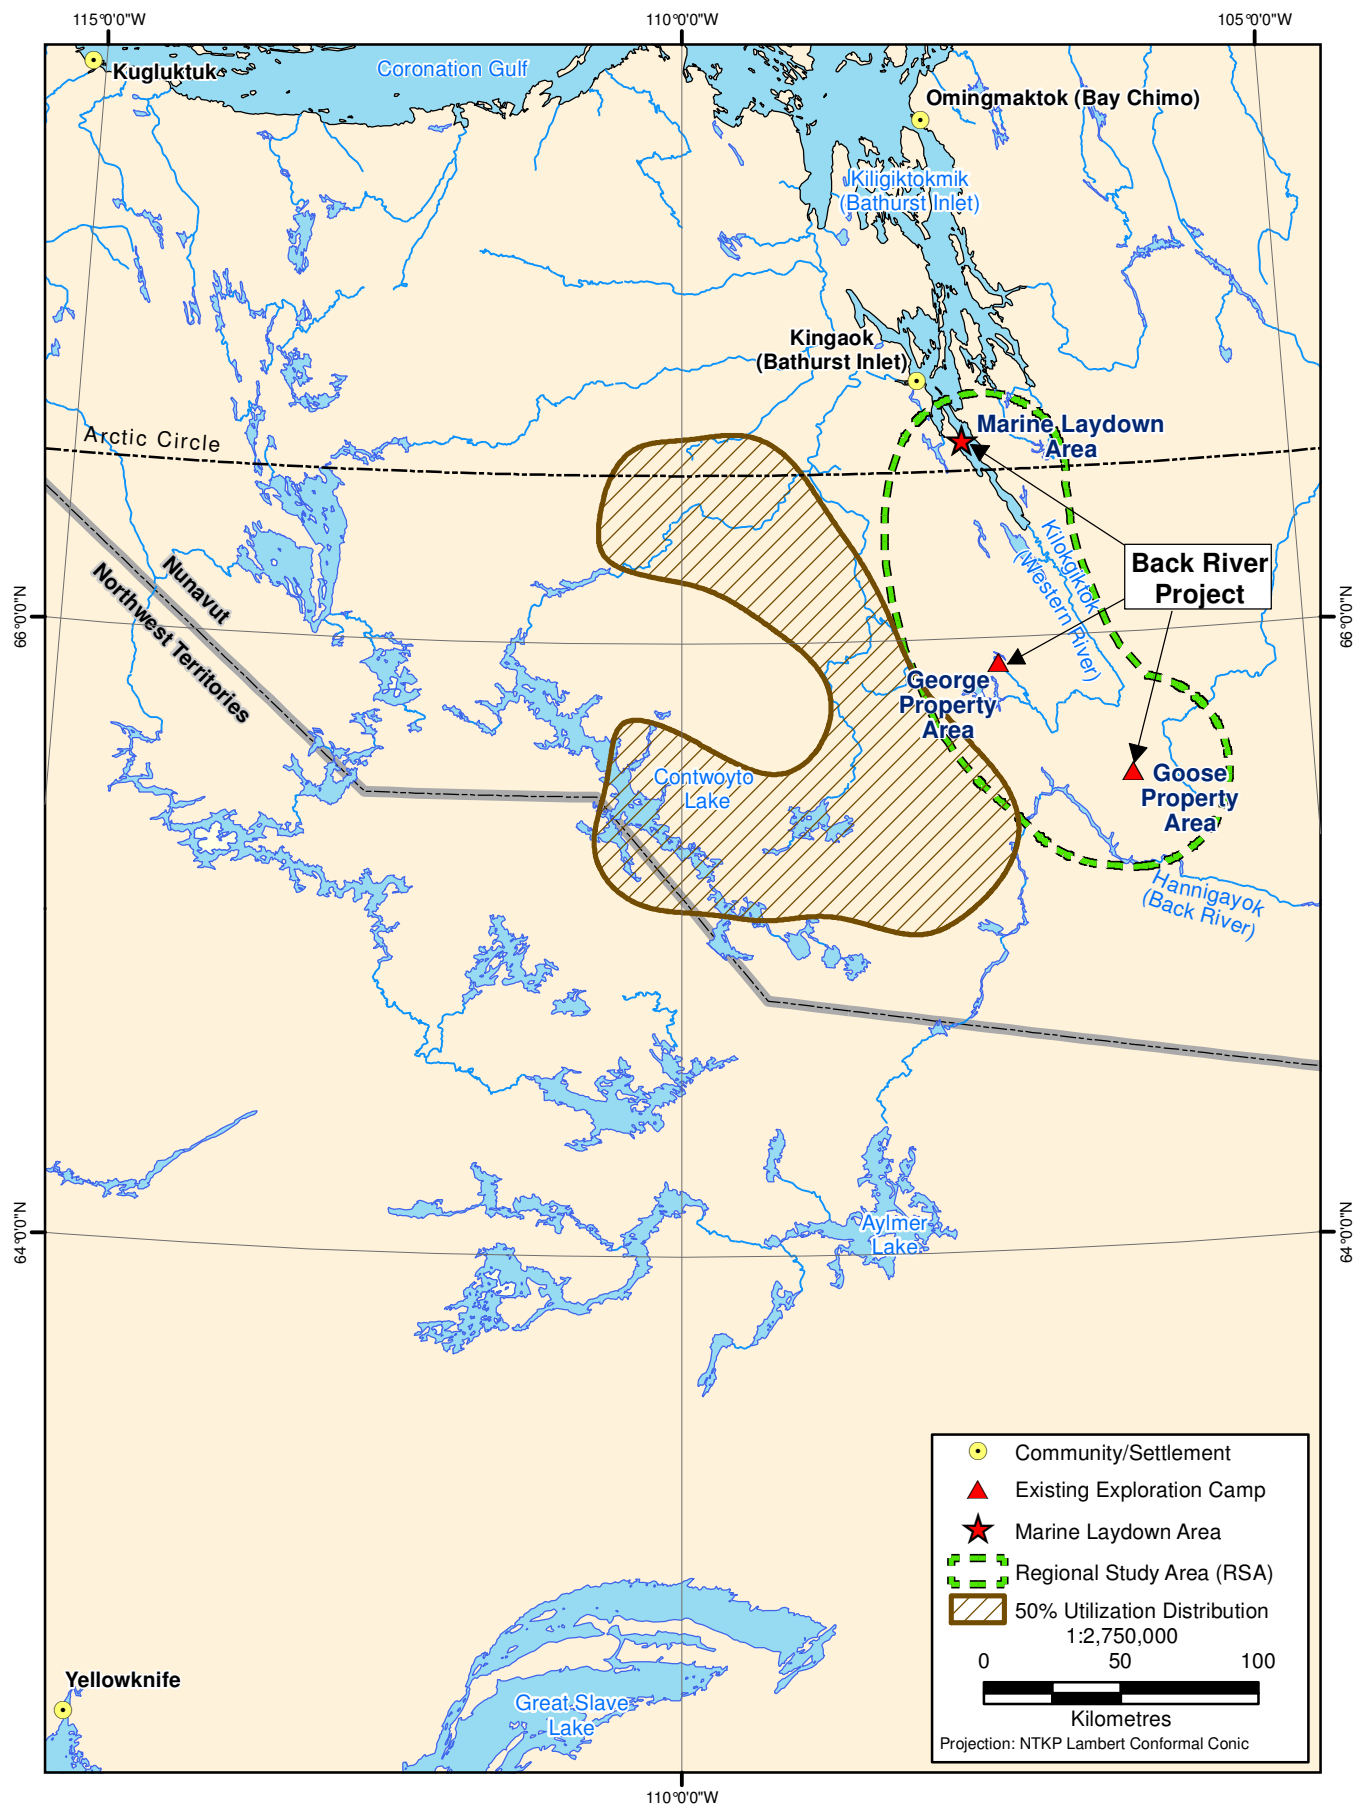 115°0'0"W
110°0'0"W
105°0'0"W
Kugluktuk
Coronation Gulf
Omingmaktok (Bay Chimo)
Kiligiktokmik
(Bathurst Inlet)
Kingaok
(Bathurst Inlet)
Marine Laydown
Area
Arctic Circle
Kilokgiktok
(Western River)
Back River
Project
Nunavut
Northwest Territories
66°0'0"N
66°0'0"N
George
Property
Area
Contwoyto
Lake
Goose
Property
Area
Hannigayok
(Back River)
64°0'0"N
64°0'0"N
Aylmer
Lake
Yellowknife
Great Slave
Lake
Community/Settlement
Existing Exploration Camp
Marine Laydown Area
Regional Study Area (RSA)
50% Utilization Distribution
1:2,750,000
0 50 100
Kilometres
Projection: NTKP Lambert Conformal Conic
110°0'0"W